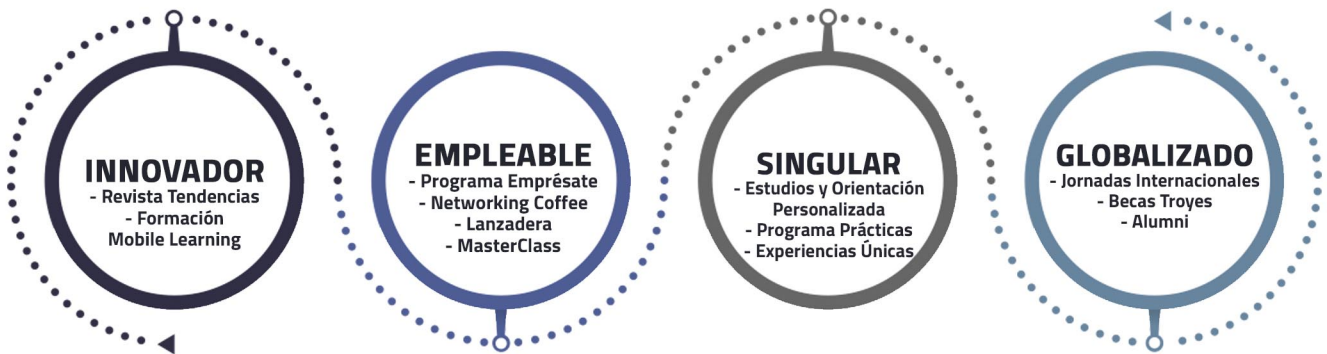 INNOVADOR
- Revista Tendencias
- Formación
Mobile Learning
EMPLEABLE
- Programa Emprésate
- Networking Coffee
- Lanzadera
- MasterClass
SINGULAR
- Estudios y Orientación
Personalizada
- Programa Prácticas
- Experiencias Únicas
GLOBALIZADO
- Jornadas Internacionales
- Becas Troyes
- Alumni